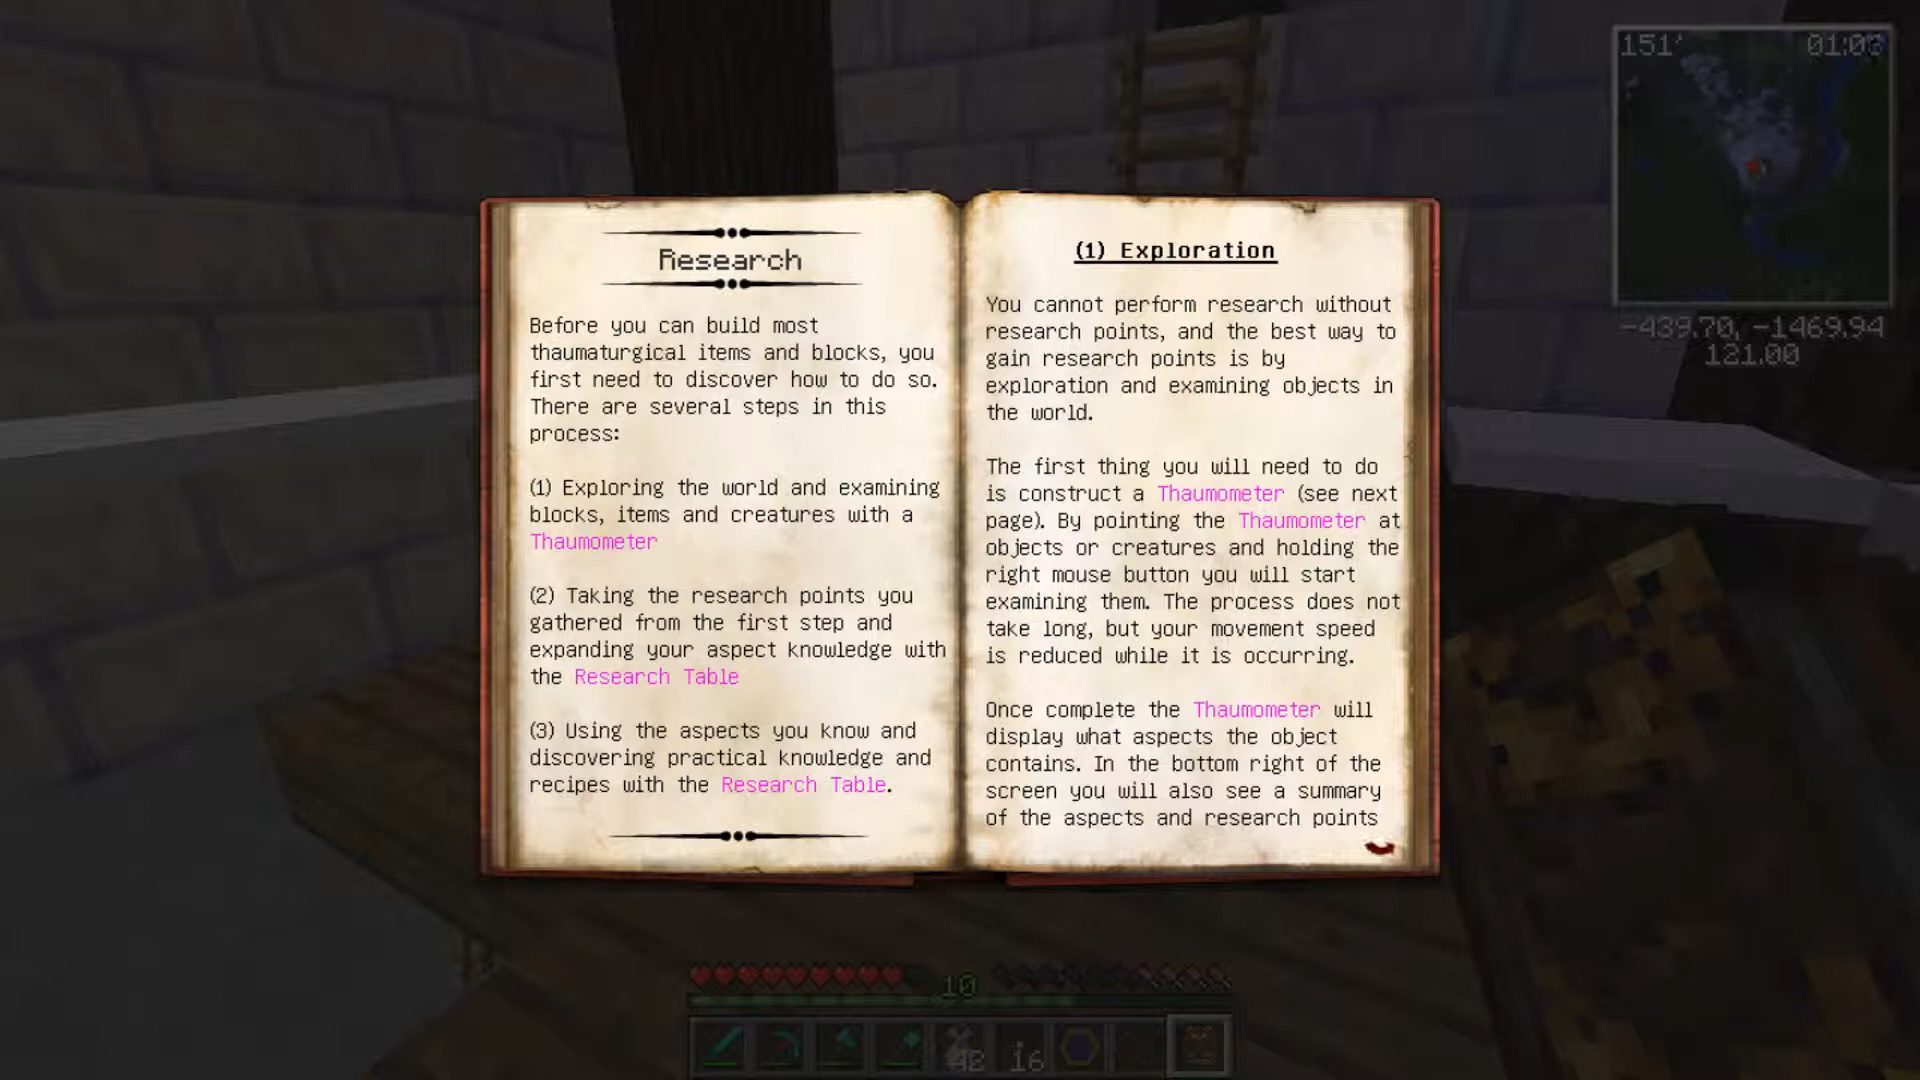 151'
01:03
-439.70, -1469.94
121.00
Research
Before you can build most
thaumaturgical items and blocks, you
first need to discover how to do so.
There are several steps in this
process:
(1) Exploring the world and examining
blocks, items and creatures with a
Thaumometer
(2) Taking the research points you
gathered from the first step and
expanding your aspect knowledge with
the Research Table
(3) Using the aspects you know and
discovering practical knowledge and
recipes with the Research Table.
(1) Exploration
You cannot perform research without
research points, and the best way to
gain research points is by
exploration and examining objects in
the world.
The first thing you will need to do
is construct a Thaumometer (see next
page). By pointing the Thaumometer at
objects or creatures and holding the
right mouse button you will start
examining them. The process does not
take long, but your movement speed
is reduced while it is occurring.
Once complete the Thaumometer will
display what aspects the object
contains. In the bottom right of the
screen you will also see a summary
of the aspects and research points
10
42
16